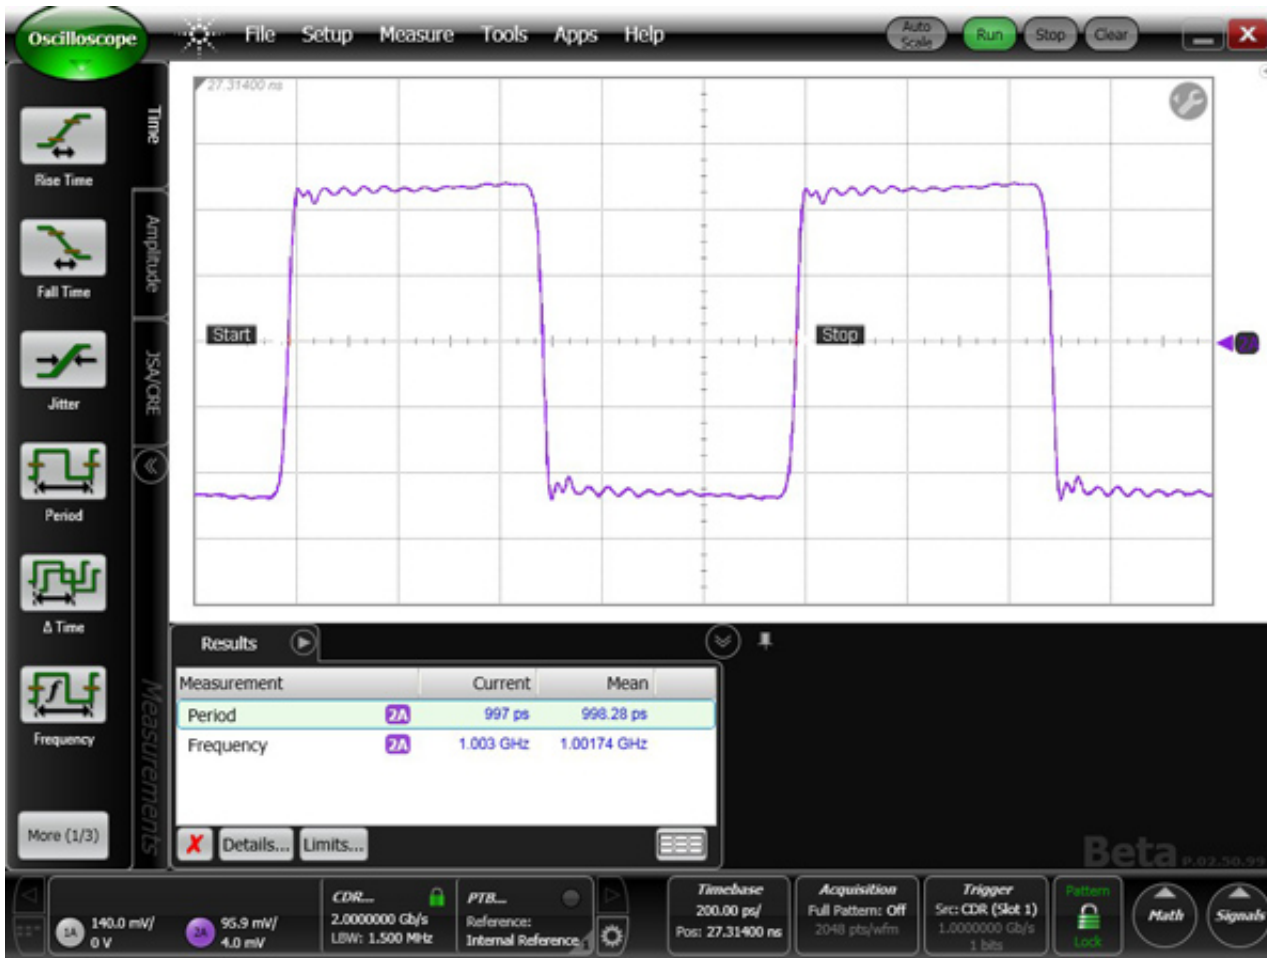 Oscilloscope File Setup Measure Tools Apps Help Auto Scale Run Stop Clear
27.31400 ns
Time
Rise Time
Amplitude
Fall Time
JSA/CRE
Jitter
Period
Δ Time
Frequency
Measurements
More (1/3)
Start Stop
2A
Results
Measurement Current Mean
Period 2A 997 ps 998.28 ps
Frequency 2A 1.003 GHz 1.00174 GHz
Details... Limits...
Beta P.02.50.99
1A 140.0 mV/
0 V
2A 95.9 mV/
4.0 mV
CDR...
2.0000000 Gb/s
LBW: 1.500 MHz
PTB...
Reference:
Internal Reference
Timebase
200.00 ps/
Pos: 27.31400 ns
Acquisition
Full Pattern: Off
2048 pts/wfm
Trigger
Src: CDR (Slot 1)
1.0000000 Gb/s
1 bits
Pattern
Lock
Math
Signals